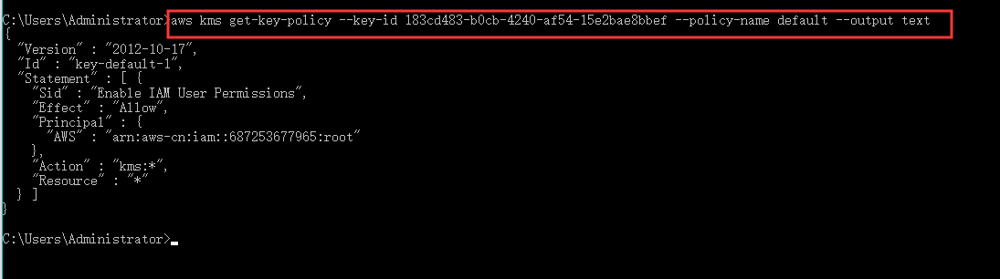 C:\Users\Administrator>aws kms get-key-policy --key-id 183cd483-b0cb-4240-af54-15e2bae8bbef --policy-name default --output text
{
  "Version" : "2012-10-17",
  "Id" : "key-default-1",
  "Statement" : [ {
    "Sid" : "Enable IAM User Permissions",
    "Effect" : "Allow",
    "Principal" : {
      "AWS" : "arn:aws-cn:iam::687253677965:root"
    },
    "Action" : "kms:*",
    "Resource" : "*"
  } ]
}
C:\Users\Administrator>